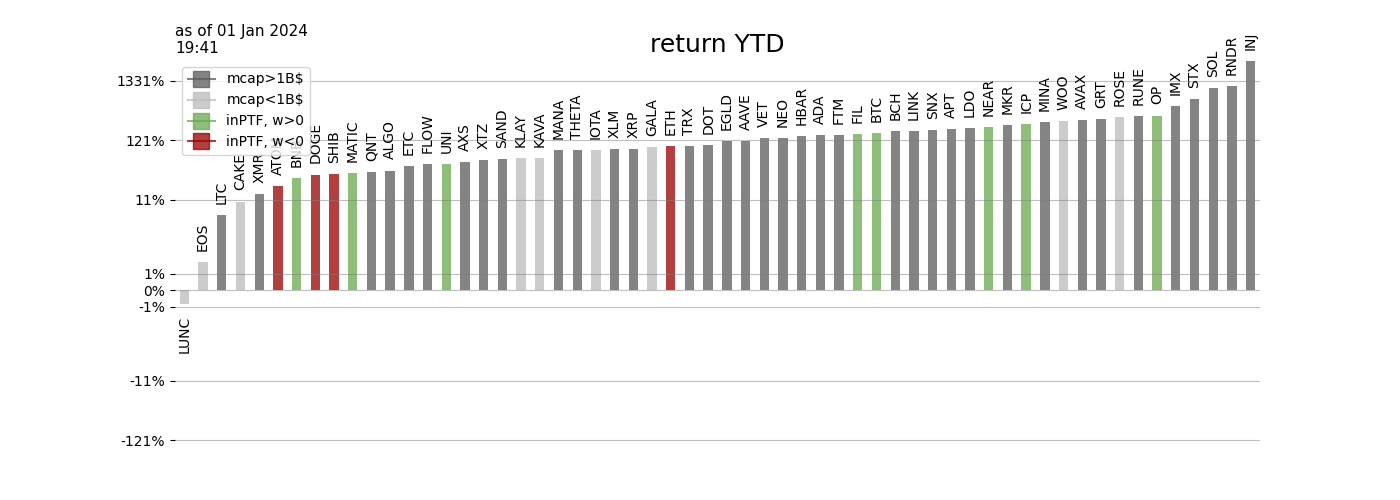 as of 01 Jan 2024
19:41
return YTD
mcap>1B$
mcap<1B$
inPTF, w>0
inPTF, w<0
1331%
121%
11%
1%
0%
-1%
-11%
-121%
LUNC
EOS
LTC
CAKE
XMR
DOGE
SHIB
MATIC
QNT
ALGO
ETC
FLOW
UNI
AXS
XTZ
SAND
KLAY
KAVA
MANA
THETA
IOTA
XLM
XRP
GALA
ETH
TRX
DOT
EGLD
AAVE
VET
NEO
HBAR
ADA
FTM
FIL
BTC
BCH
LINK
SNX
APT
LDO
NEAR
MKR
ICP
MINA
WOO
AVAX
GRT
ROSE
RUNE
OP
IMX
STX
SOL
RNDR
INJ